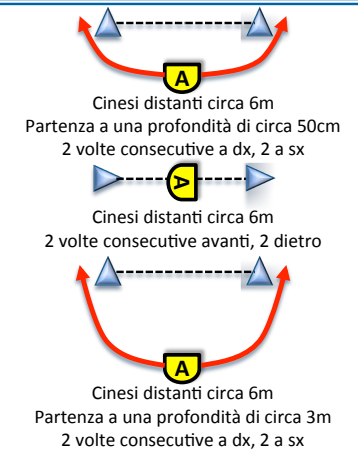 A
Cinesi distanti circa 6m
Partenza a una profondità di circa 50cm
2 volte consecutive a dx, 2 a sx
A
Cinesi distanti circa 6m
2 volte consecutive avanti, 2 dietro
A
Cinesi distanti circa 6m
Partenza a una profondità di circa 3m
2 volte consecutive a dx, 2 a sx